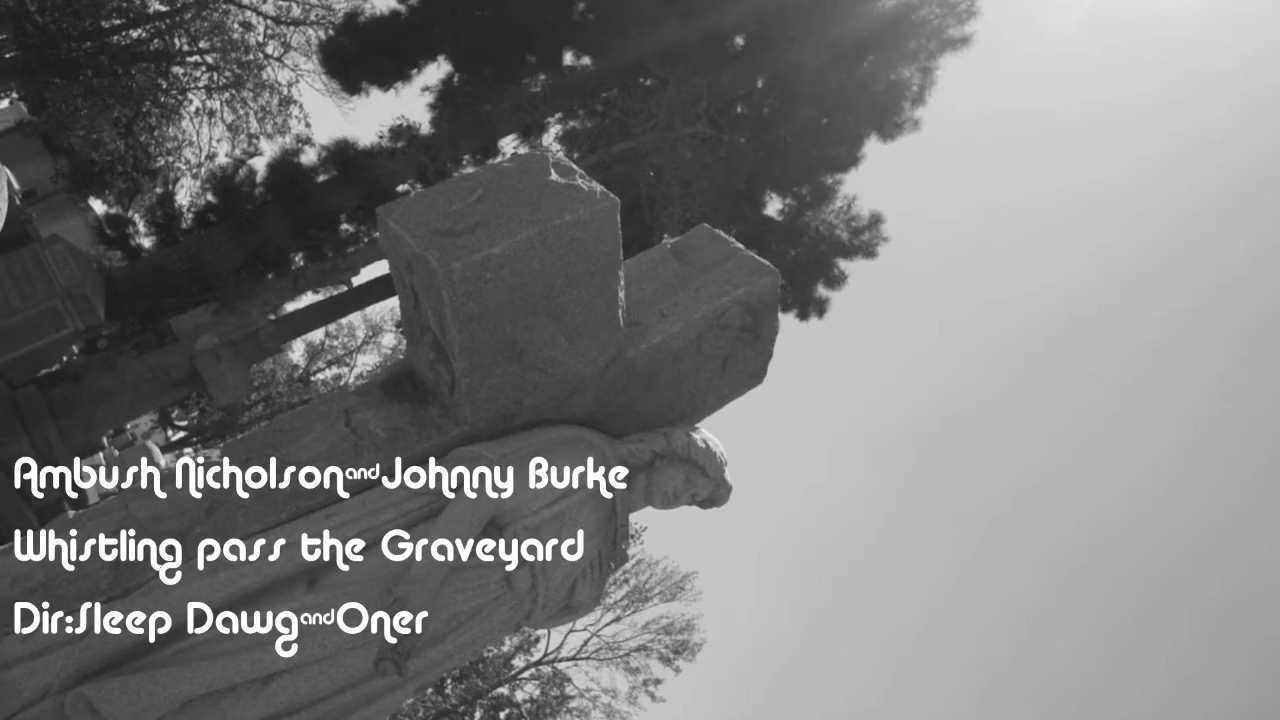 Ambush Nicholson and Johnny Burke
Whistling pass the Graveyard
Dir:Sleep Dawg and Oner